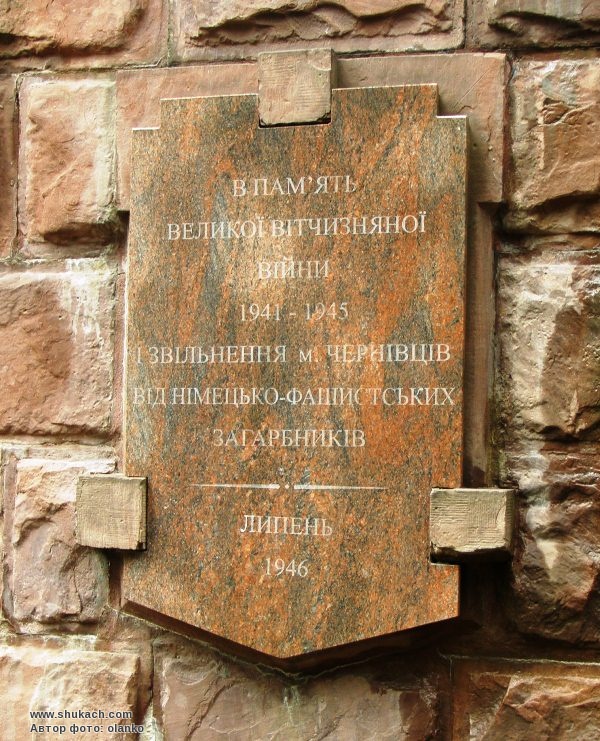 В ПАМ'ЯТЬ
ВЕЛИКОЇ ВІТЧИЗНЯНОЇ
ВІЙНИ
1941 - 1945
І ЗВІЛЬНЕННЯ м. ЧЕРНІВЦІВ
ВІД НІМЕЦЬКО-ФАШИСТСЬКИХ
ЗАГАРБНИКІВ
ЛИПЕНЬ
1946
www.shukach.com
Автор фото: olanko